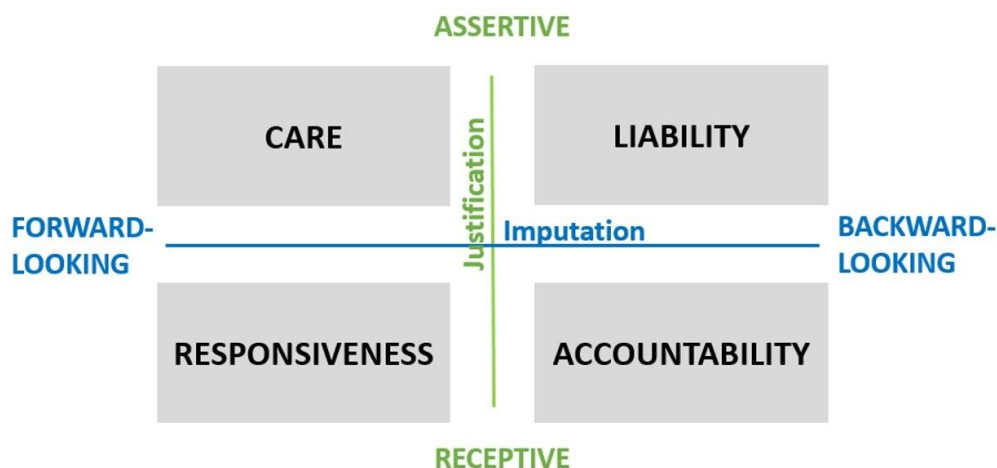 ASSERTIVE
CARE
LIABILITY
Justification
FORWARD-
LOOKING
Imputation
BACKWARD-
LOOKING
RESPONSIVENESS
ACCOUNTABILITY
RECEPTIVE